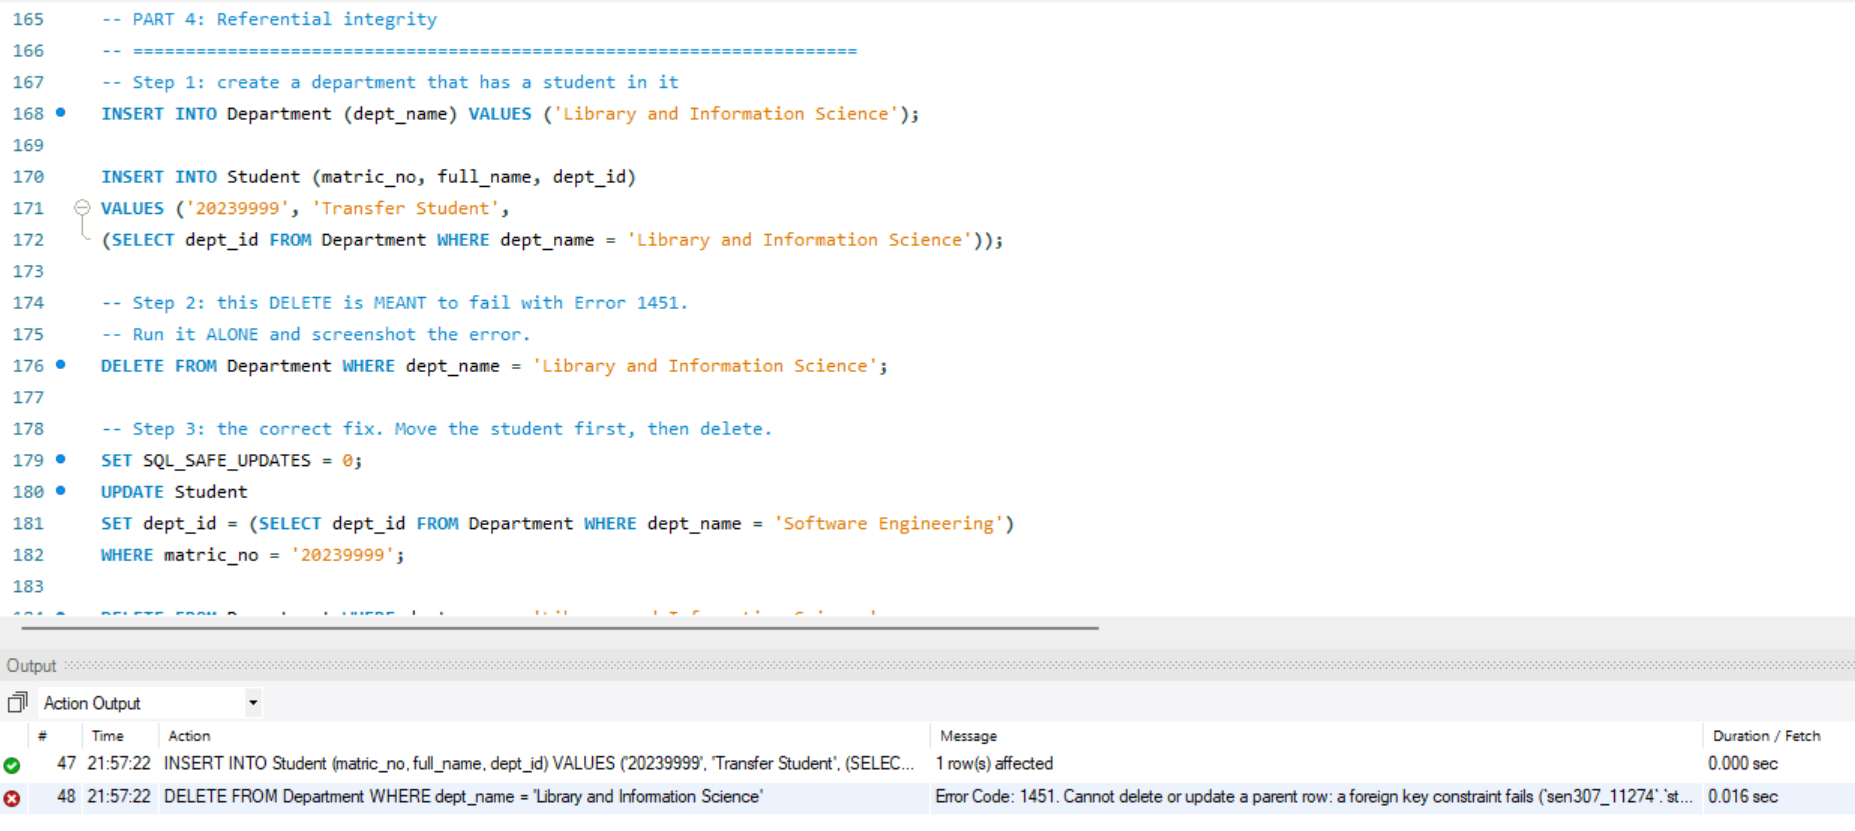 165 -- PART 4: Referential integrity
166 -- =====================================================================
167 -- Step 1: create a department that has a student in it
168 INSERT INTO Department (dept_name) VALUES ('Library and Information Science');
169
170 INSERT INTO Student (matric_no, full_name, dept_id)
171 VALUES ('20239999', 'Transfer Student',
172 (SELECT dept_id FROM Department WHERE dept_name = 'Library and Information Science'));
173
174 -- Step 2: this DELETE is MEANT to fail with Error 1451.
175 -- Run it ALONE and screenshot the error.
176 DELETE FROM Department WHERE dept_name = 'Library and Information Science';
177
178 -- Step 3: the correct fix. Move the student first, then delete.
179 SET SQL_SAFE_UPDATES = 0;
180 UPDATE Student
181 SET dept_id = (SELECT dept_id FROM Department WHERE dept_name = 'Software Engineering')
182 WHERE matric_no = '20239999';
183
Output
Action Output
# Time Action Message Duration / Fetch
47 21:57:22 INSERT INTO Student (matric_no, full_name, dept_id) VALUES ('20239999', 'Transfer Student', (SELEC... 1 row(s) affected 0.000 sec
48 21:57:22 DELETE FROM Department WHERE dept_name = 'Library and Information Science' Error Code: 1451. Cannot delete or update a parent row: a foreign key constraint fails (`sen307_11274`.`st... 0.016 sec